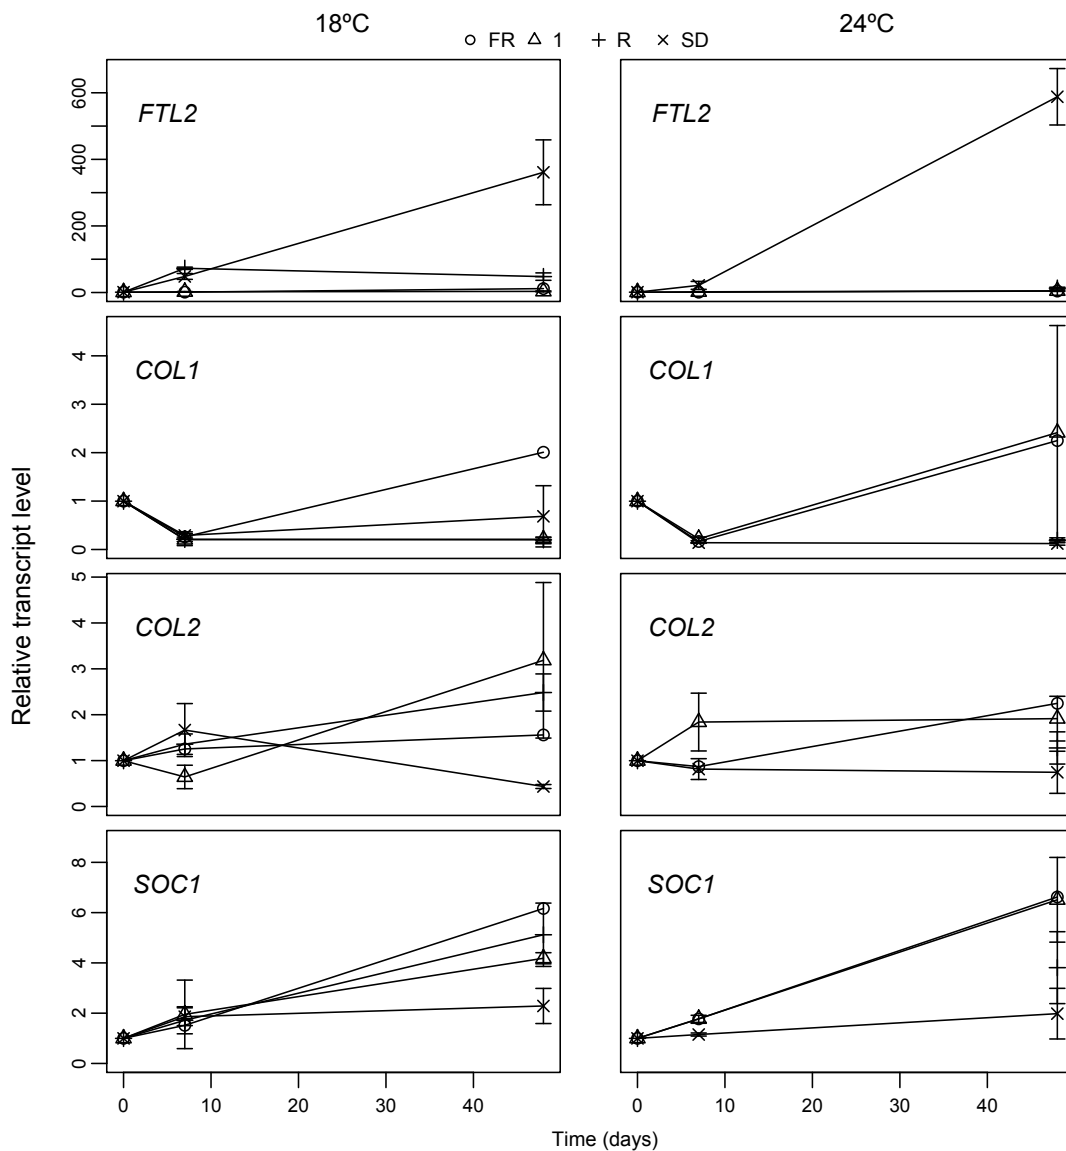 18ºC 24ºC
FR 1 R SD
FTL2 FTL2
600
400
200
0
COL1 COL1
4
3
2
1
0
COL2 COL2
5
4
3
2
1
0
SOC1 SOC1
8
6
4
2
0
Relative transcript level
0 10 20 30 40 0 10 20 30 40
Time (days)